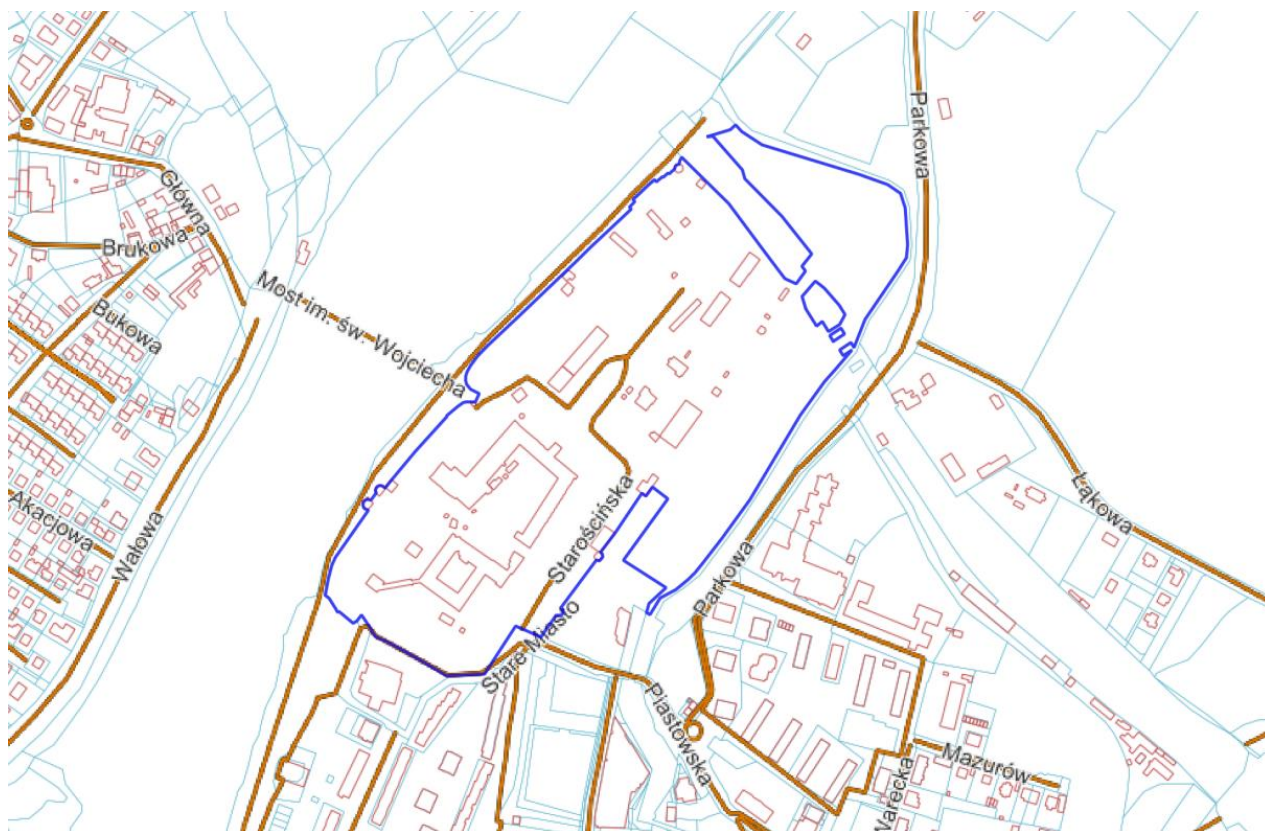 Parkowa
Główna
Brukowa
Most im. św. Wojciecha
Bukowa
Łąkowa
Akacjowa
Wałowa
Starościńska
Parkowa
Stare Miasto
Piastowska
Mazurów
Warecka